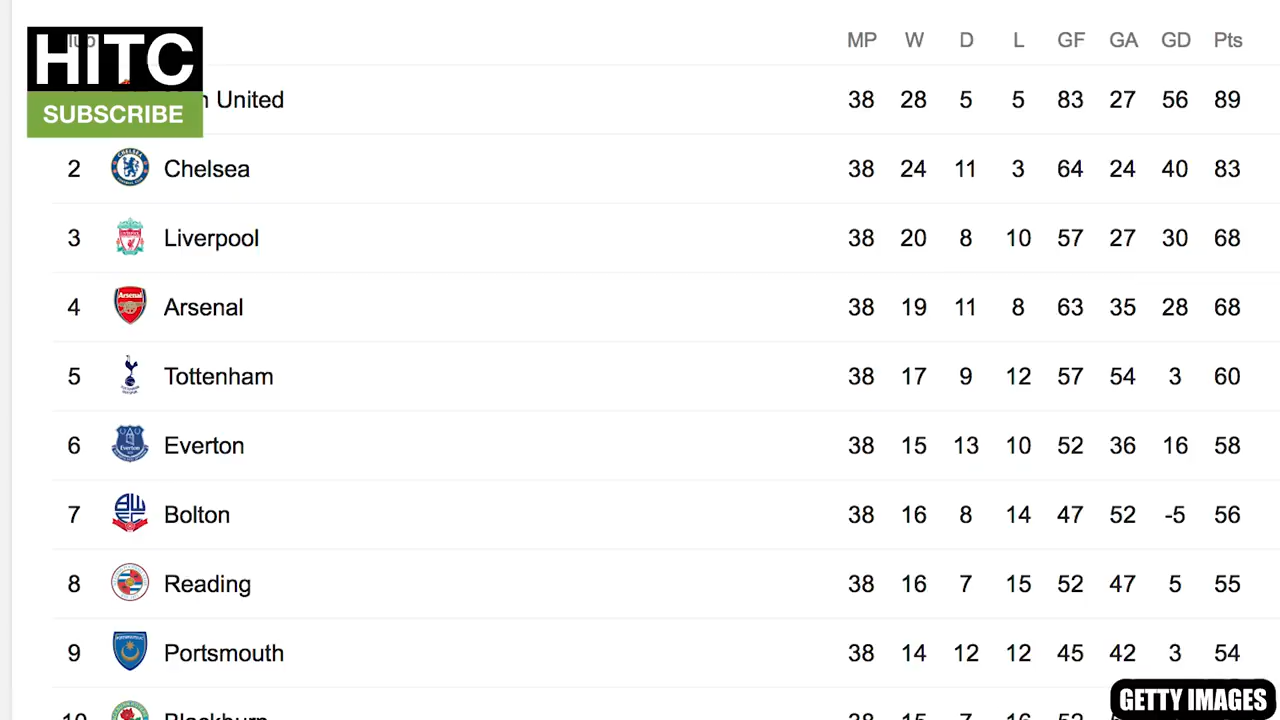 HITC
SUBSCRIBE
MP W D L GF GA GD Pts
United 38 28 5 5 83 27 56 89
2 Chelsea 38 24 11 3 64 24 40 83
3 Liverpool 38 20 8 10 57 27 30 68
4 Arsenal 38 19 11 8 63 35 28 68
5 Tottenham 38 17 9 12 57 54 3 60
6 Everton 38 15 13 10 52 36 16 58
7 Bolton 38 16 8 14 47 52 -5 56
8 Reading 38 16 7 15 52 47 5 55
9 Portsmouth 38 14 12 12 45 42 3 54
10 Blackburn
GETTY IMAGES